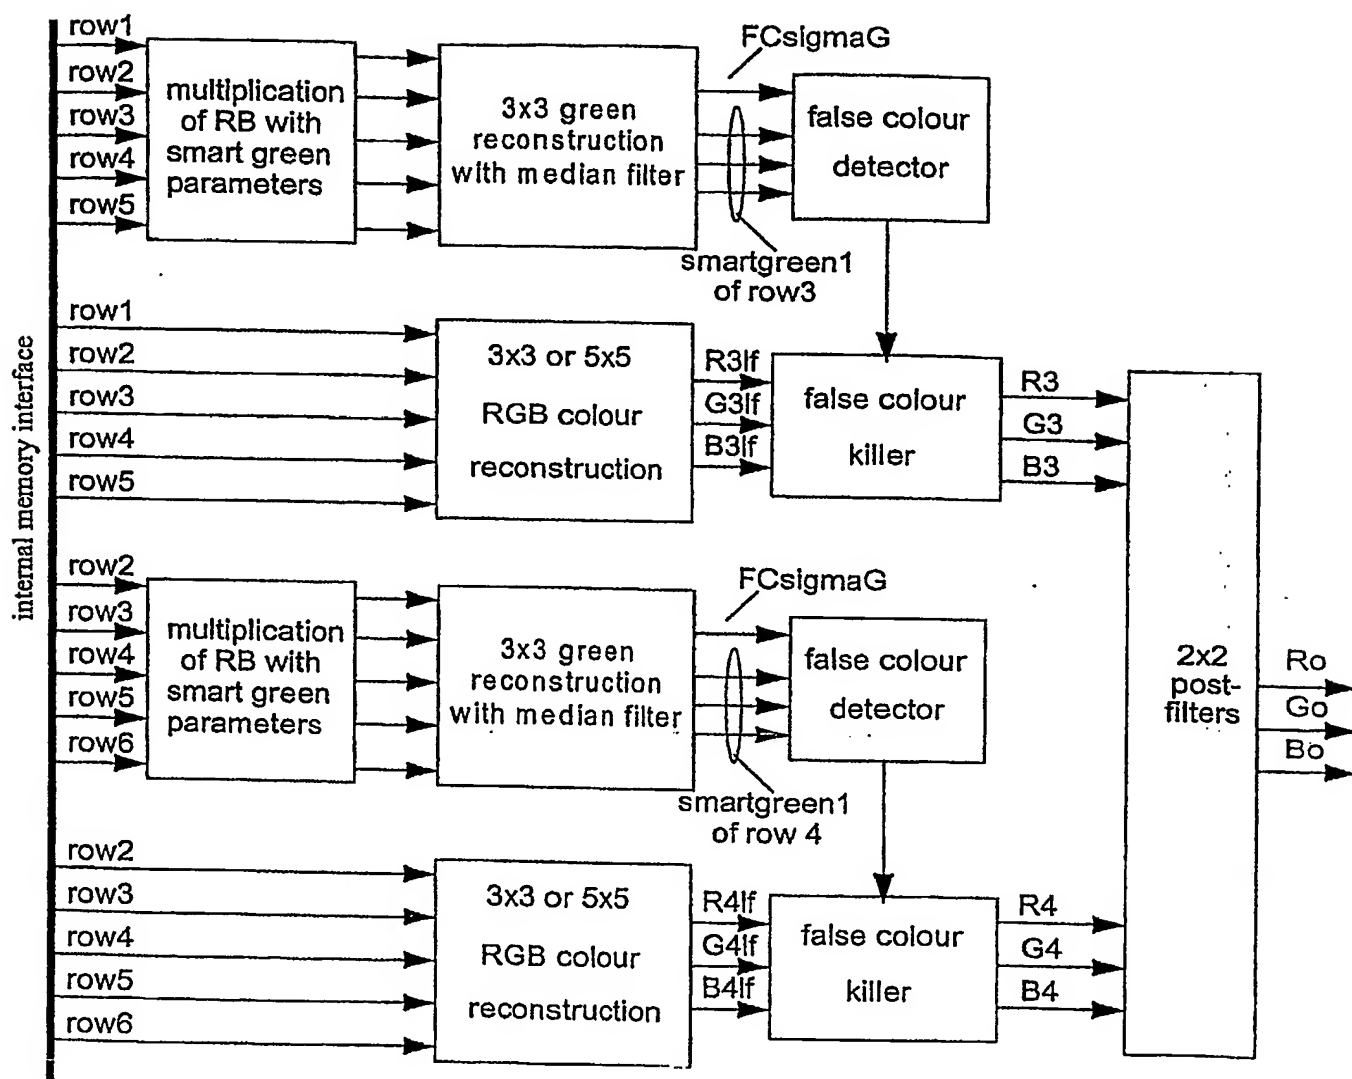 internal memory interface
row1
row2
row3
row4
row5
multiplication
of RB with
smart green
parameters
3x3 green
reconstruction
with median filter
FCsigmaG
smartgreen1
of row3
false colour
detector
row1
row2
row3
row4
row5
3x3 or 5x5
RGB colour
reconstruction
R3lf
G3lf
B3lf
false colour
killer
R3
G3
B3
row2
row3
row4
row5
row6
multiplication
of RB with
smart green
parameters
3x3 green
reconstruction
with median filter
FCsigmaG
smartgreen1
of row 4
false colour
detector
row2
row3
row4
row5
row6
3x3 or 5x5
RGB colour
reconstruction
R4lf
G4lf
B4lf
false colour
killer
R4
G4
B4
2x2
post-
filters
Ro
Go
Bo